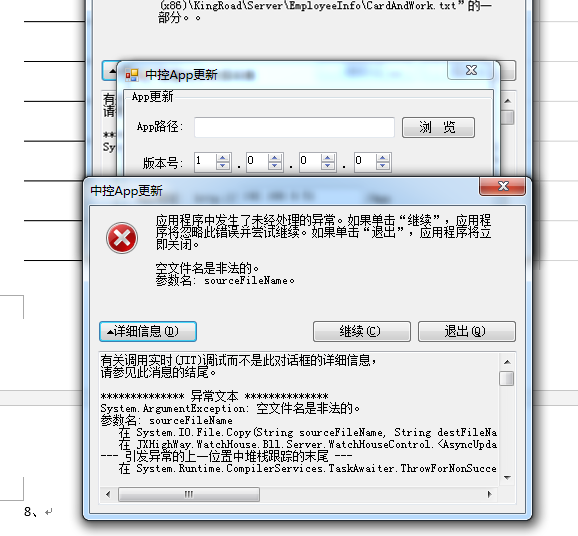 (x86)\KingRoad\Server\EmployeeInfo\CardAndWork.txt”的一
部分。。
中控App更新
App更新
App路径:
浏 览
版本号: 1 . 0 . 0 . 0
有
请
**
Sy
中控App更新
应用程序中发生了未经处理的异常。如果单击“继续”，应用程
序将忽略此错误并尝试继续。如果单击“退出”，应用程序将立
即关闭。
空文件名是非法的。
参数名: sourceFileName。
详细信息(D)
继续(C)
退出(Q)
有关调用实时(JIT)调试而不是此对话框的详细信息，
请参见此消息的结尾。
************** 异常文本 **************
System.ArgumentException: 空文件名是非法的。
参数名: sourceFileName
在 System.IO.File.Copy(String sourceFileName, String destFileNa
在 JXHighWay.WatchHouse.Bll.Server.WatchHouseControl.<AsyncUpda
--- 引发异常的上一位置中堆栈跟踪的末尾 ---
在 System.Runtime.CompilerServices.TaskAwaiter.ThrowForNonSucce
8、